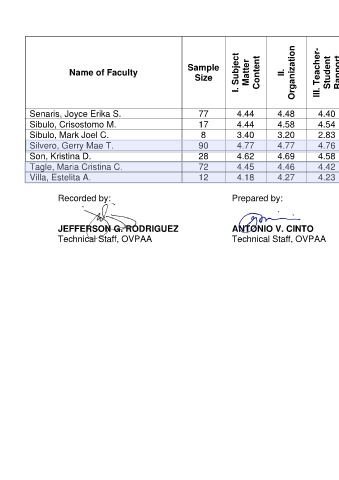 Name of Faculty Sample Size I. Subject Matter Content II. Organization III. Teacher-Student Rapport
Senaris, Joyce Erika S. 77 4.44 4.48 4.40
Sibulo, Crisostomo M. 17 4.44 4.58 4.54
Sibulo, Mark Joel C. 8 3.40 3.20 2.83
Silvero, Gerry Mae T. 90 4.77 4.77 4.76
Son, Kristina D. 28 4.62 4.69 4.58
Tagle, Maria Cristina C. 72 4.45 4.46 4.42
Villa, Estelita A. 12 4.18 4.27 4.23
Recorded by: Prepared by:
JEFFERSON G. RODRIGUEZ ANTONIO V. CINTO
Technical Staff, OVPAA Technical Staff, OVPAA